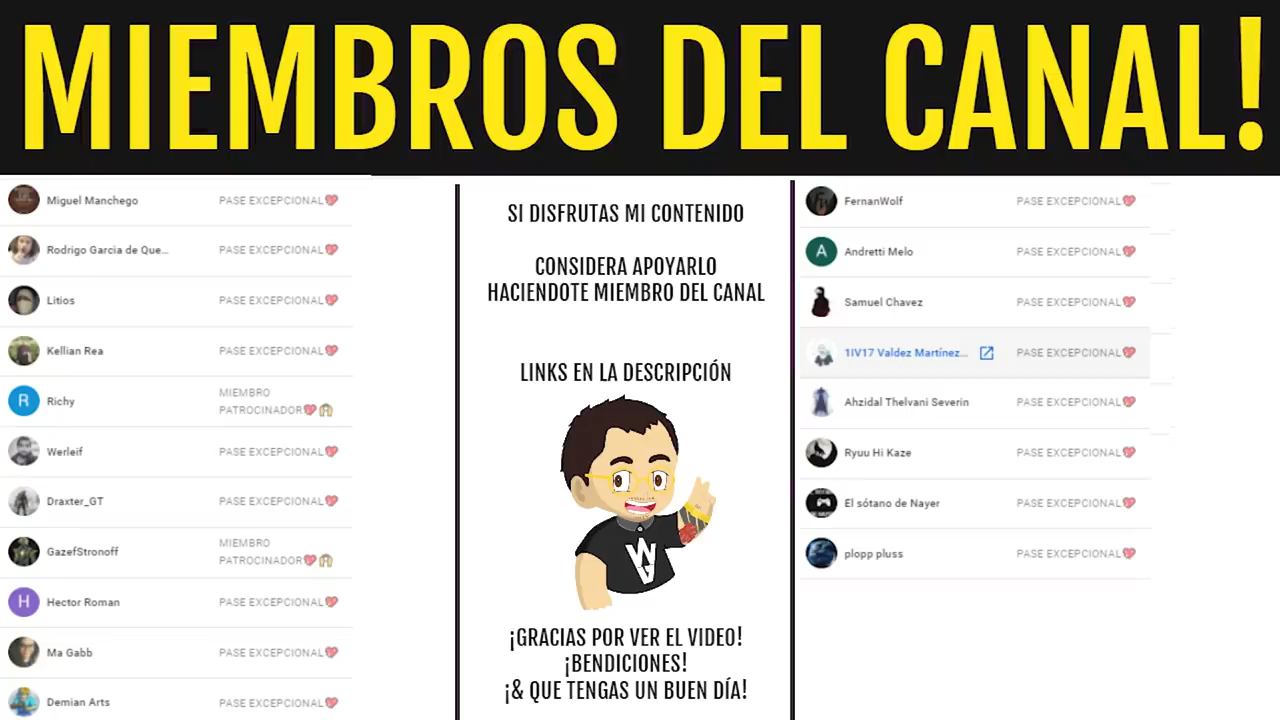 MIEMBROS DEL CANAL!
Miguel Manchego PASE EXCEPCIONAL
Rodrigo Garcia de Que... PASE EXCEPCIONAL
Litios PASE EXCEPCIONAL
Kellian Rea PASE EXCEPCIONAL
R Richy MIEMBRO
PATROCINADOR
Werleif PASE EXCEPCIONAL
Draxter_GT PASE EXCEPCIONAL
GazefStronoff MIEMBRO
PATROCINADOR
H Hector Roman PASE EXCEPCIONAL
Ma Gabb PASE EXCEPCIONAL
Demian Arts PASE EXCEPCIONAL
SI DISFRUTAS MI CONTENIDO
CONSIDERA APOYARLO
HACIENDOTE MIEMBRO DEL CANAL
LINKS EN LA DESCRIPCIÓN
¡GRACIAS POR VER EL VIDEO!
¡BENDICIONES!
¡& QUE TENGAS UN BUEN DÍA!
FernanWolf PASE EXCEPCIONAL
A Andretti Melo PASE EXCEPCIONAL
Samuel Chavez PASE EXCEPCIONAL
1IV17 Valdez Martínez... PASE EXCEPCIONAL
Ahzidal Thelvani Severin PASE EXCEPCIONAL
Ryuu Hi Kaze PASE EXCEPCIONAL
El sótano de Nayer PASE EXCEPCIONAL
plopp pluss PASE EXCEPCIONAL